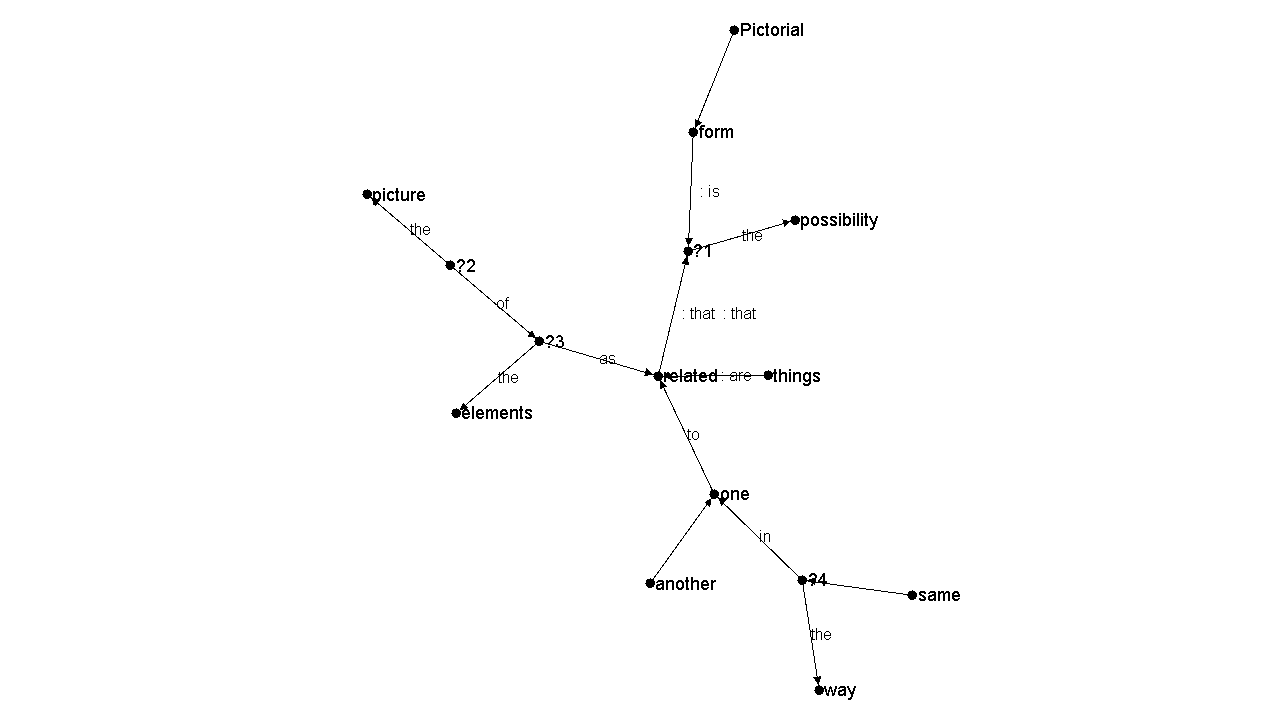 Pictorial
form
: is
picture
possibility
the
the
?1
?2
of
: that : that
?3
as
related : are things
the
elements
to
one
in
another
?4
same
the
way